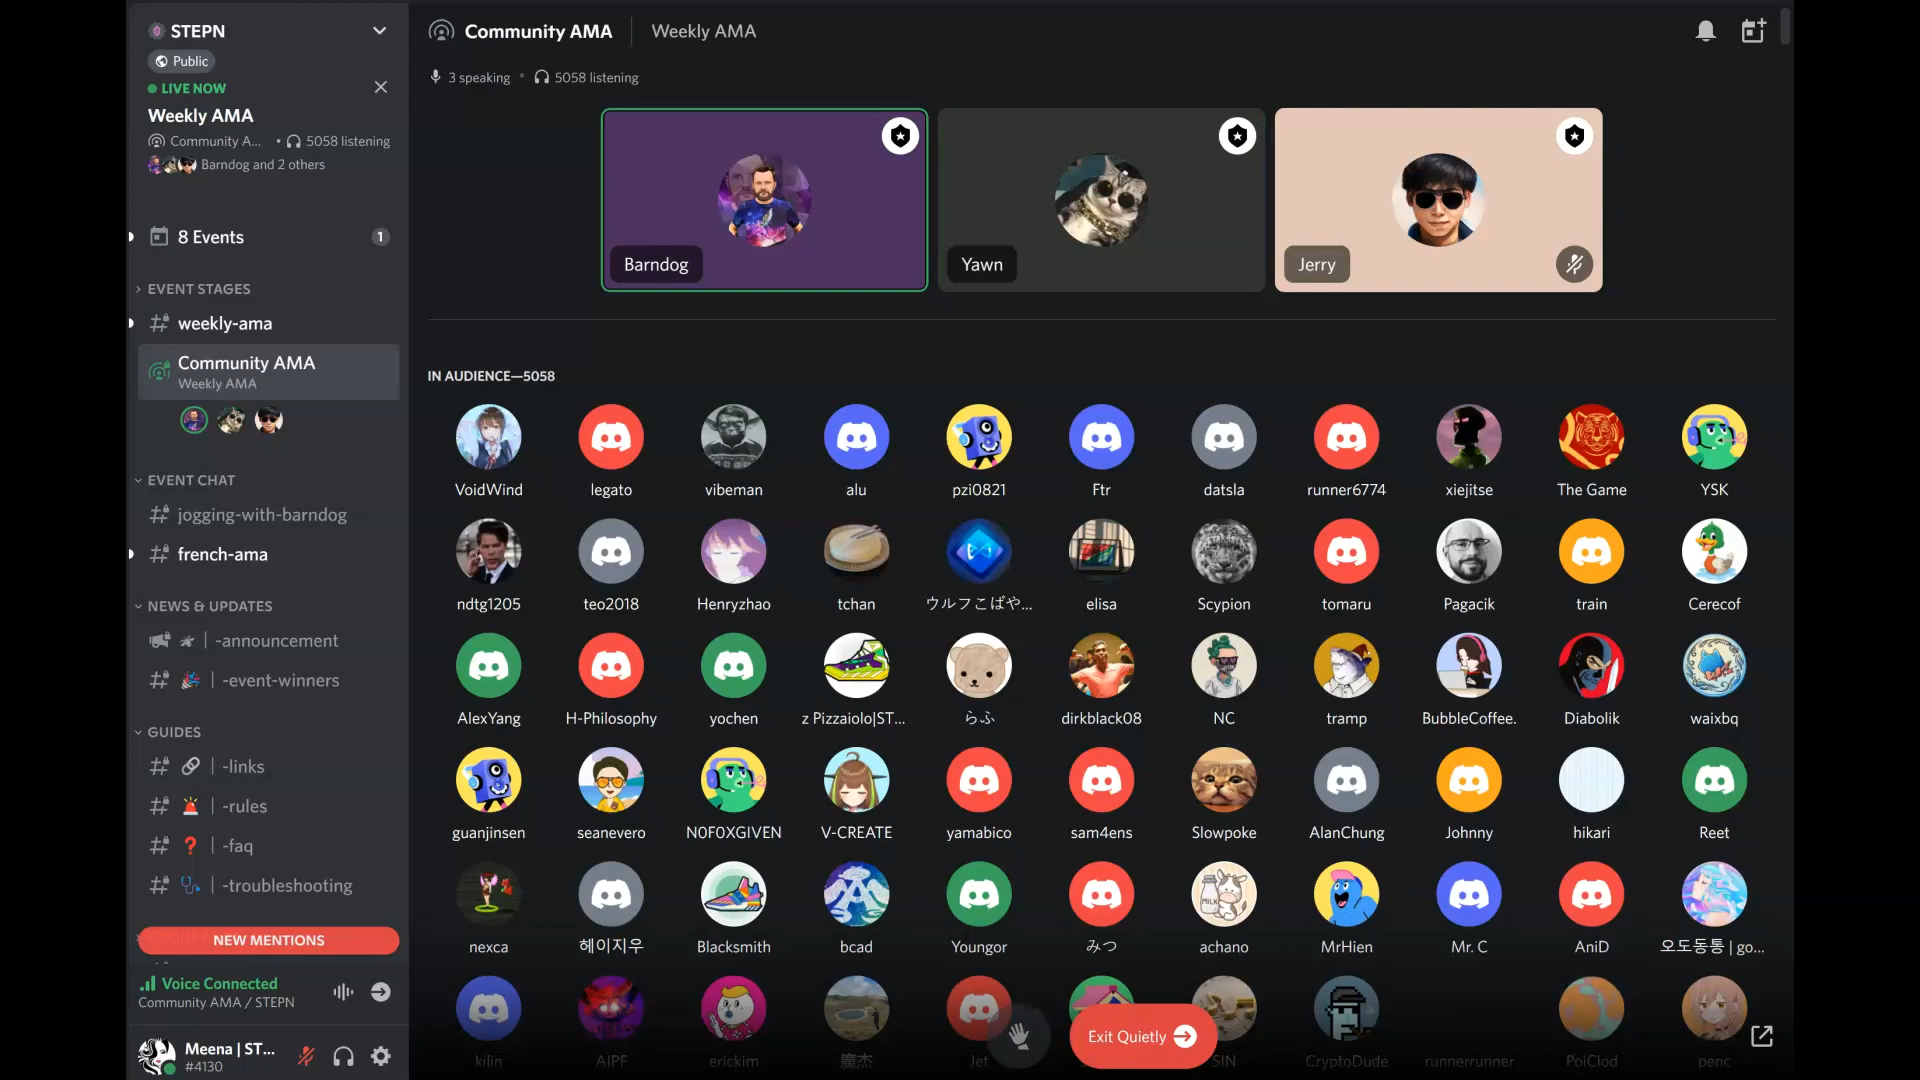 STEPN
Public
LIVE NOW
Weekly AMA
Community A... • 5058 listening
Barndog and 2 others
8 Events 1
EVENT STAGES
weekly-ama
Community AMA
Weekly AMA
EVENT CHAT
jogging-with-barndog
french-ama
NEWS & UPDATES
| -announcement
| -event-winners
GUIDES
| -links
| -rules
| -faq
| -troubleshooting
NEW MENTIONS
Voice Connected
Community AMA / STEPN
Meena | ST...
#4130
Community AMA Weekly AMA
3 speaking • 5058 listening
Barndog Yawn Jerry
IN AUDIENCE—5058
VoidWind legato vibeman alu pzi0821 Ftr datsla runner6774 xiejitse The Game YSK
ndtg1205 teo2018 Henryzhao tchan ウルフこばや... elisa Scypion tomaru Pagacik train Cerecof
AlexYang H-Philosophy yochen z Pizzaiolo|ST... らふ dirkblack08 NC tramp BubbleCoffee. Diabolik waixbq
guanjinsen seanevero N0F0XGIVEN V-CREATE yamabico sam4ens Slowpoke AlanChung Johnny hikari Reet
nexca 헤이지우 Blacksmith bcad Youngor みつ achano MrHien Mr. C AniD 오도동통 | go...
Exit Quietly
kilin AIPF erickim 廣杰 Jet SIN CryptoDude runnerrunner PoiClod penc